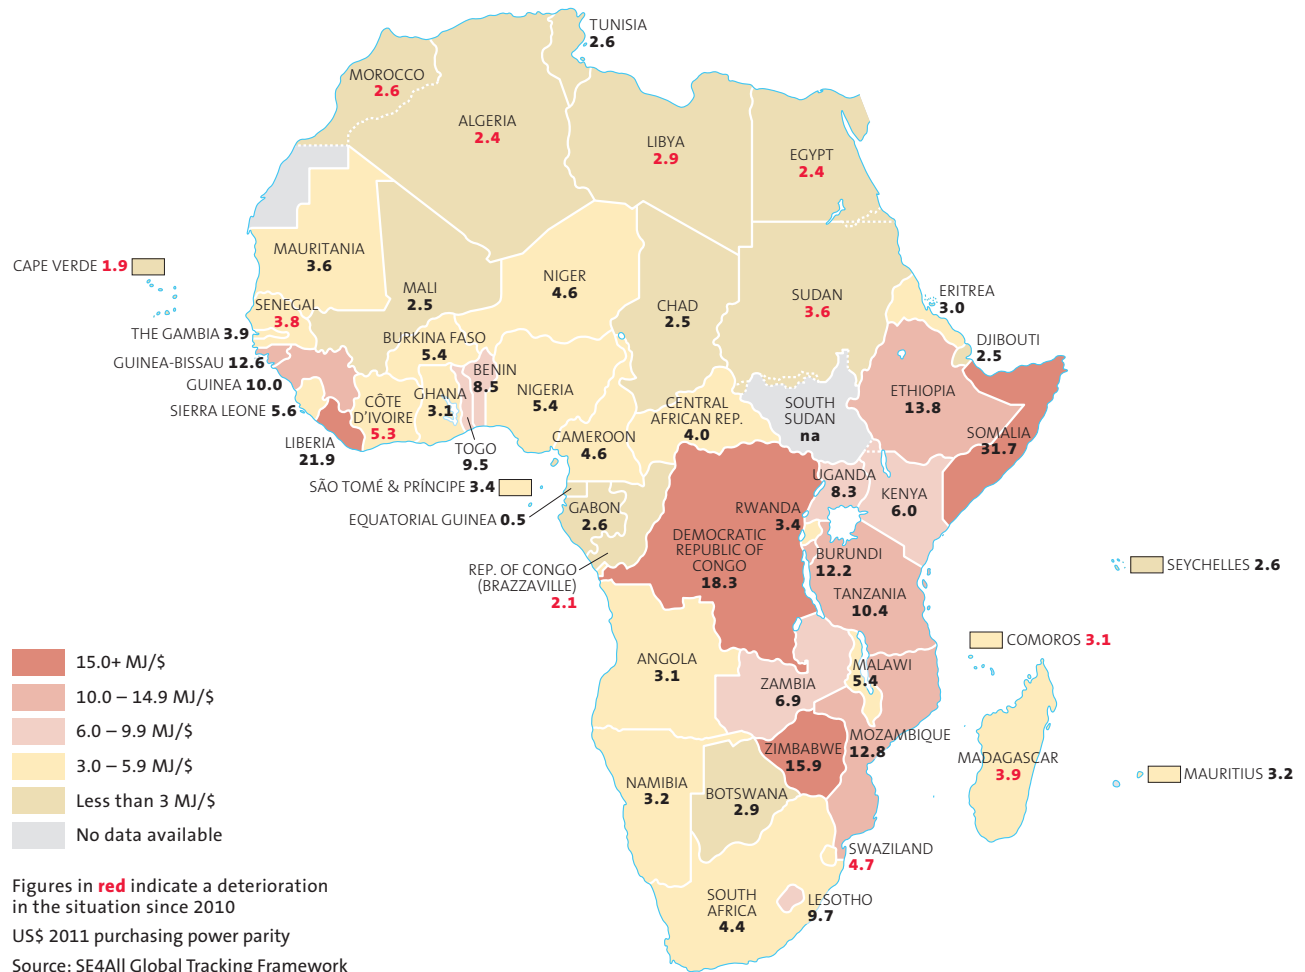 TUNISIA
2.6
MOROCCO
2.6
ALGERIA
2.4
LIBYA
2.9
EGYPT
2.4
MAURITANIA
3.6
CAPE VERDE 1.9
MALI
2.5
NIGER
4.6
CHAD
2.5
SUDAN
3.6
ERITREA
3.0
SENEGAL
3.8
THE GAMBIA 3.9
BURKINA FASO
5.4
DJIBOUTI
2.5
GUINEA-BISSAU 12.6
GUINEA 10.0
SIERRA LEONE 5.6
CÔTE
D'IVOIRE
5.3
GHANA
3.1
BENIN
8.5
NIGERIA
5.4
CENTRAL
AFRICAN REP.
4.0
SOUTH
SUDAN
na
ETHIOPIA
13.8
SOMALIA
31.7
LIBERIA
21.9
TOGO
9.5
CAMEROON
4.6
UGANDA
8.3
KENYA
6.0
SÃO TOMÉ & PRÍNCIPE 3.4
EQUATORIAL GUINEA 0.5
GABON
2.6
RWANDA
3.4
DEMOCRATIC
REPUBLIC OF
CONGO
18.3
BURUNDI
12.2
REP. OF CONGO
(BRAZZAVILLE)
2.1
TANZANIA
10.4
SEYCHELLES 2.6
COMOROS 3.1
ANGOLA
3.1
ZAMBIA
6.9
MALAWI
5.4
MOZAMBIQUE
12.8
ZIMBABWE
15.9
MADAGASCAR
3.9
MAURITIUS 3.2
NAMIBIA
3.2
BOTSWANA
2.9
SWAZILAND
4.7
SOUTH
AFRICA
4.4
LESOTHO
9.7
15.0+ MJ/$
10.0 – 14.9 MJ/$
6.0 – 9.9 MJ/$
3.0 – 5.9 MJ/$
Less than 3 MJ/$
No data available
Figures in red indicate a deterioration
in the situation since 2010
US$ 2011 purchasing power parity
Source: SE4All Global Tracking Framework